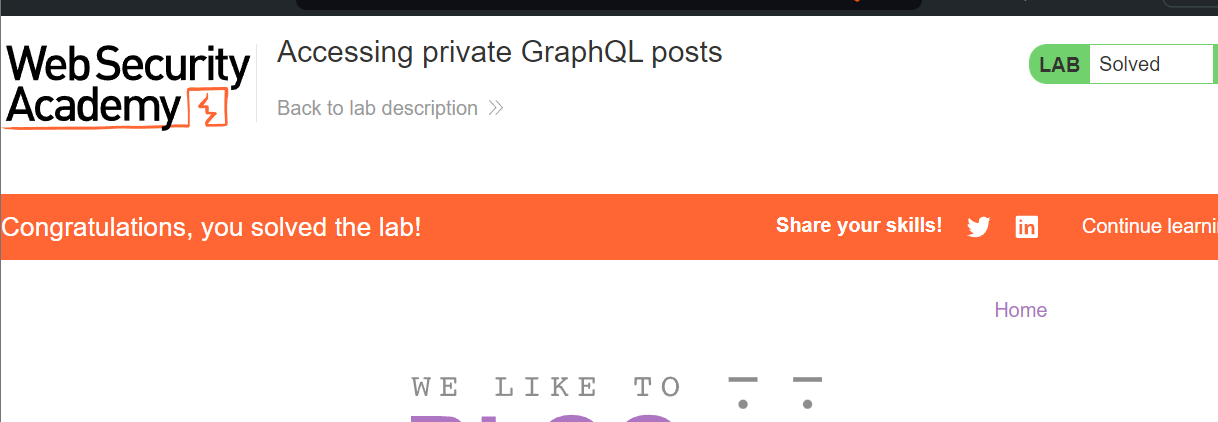 Web Security
Academy
Accessing private GraphQL posts
Back to lab description
LAB Solved
Congratulations, you solved the lab!
Share your skills!
Continue learni
Home
WE LIKE TO